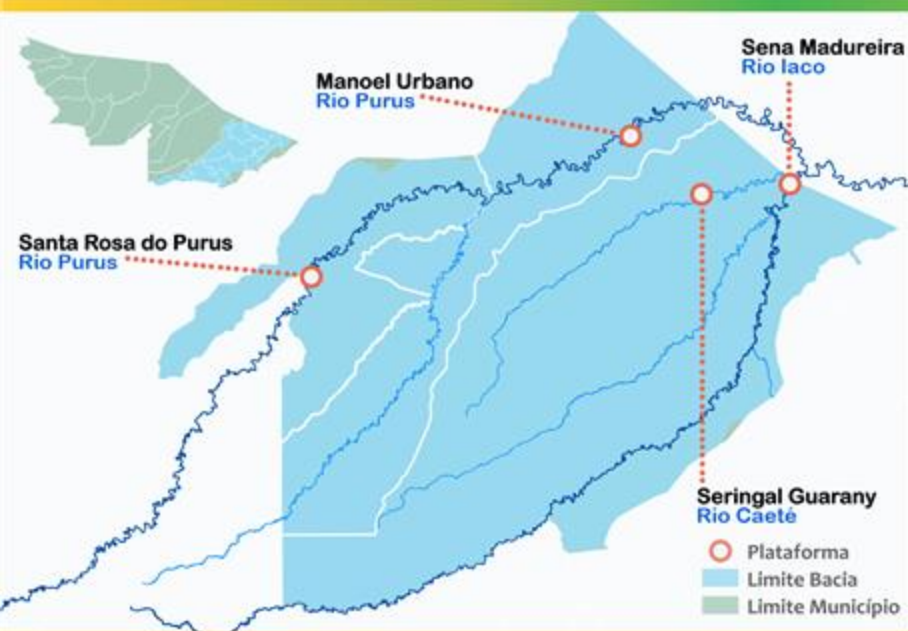 Sena Madureira
Rio Iaco
Manoel Urbano
Rio Purus
Santa Rosa do Purus
Rio Purus
Seringal Guarany
Rio Caeté
Plataforma
Limite Bacia
Limite Município